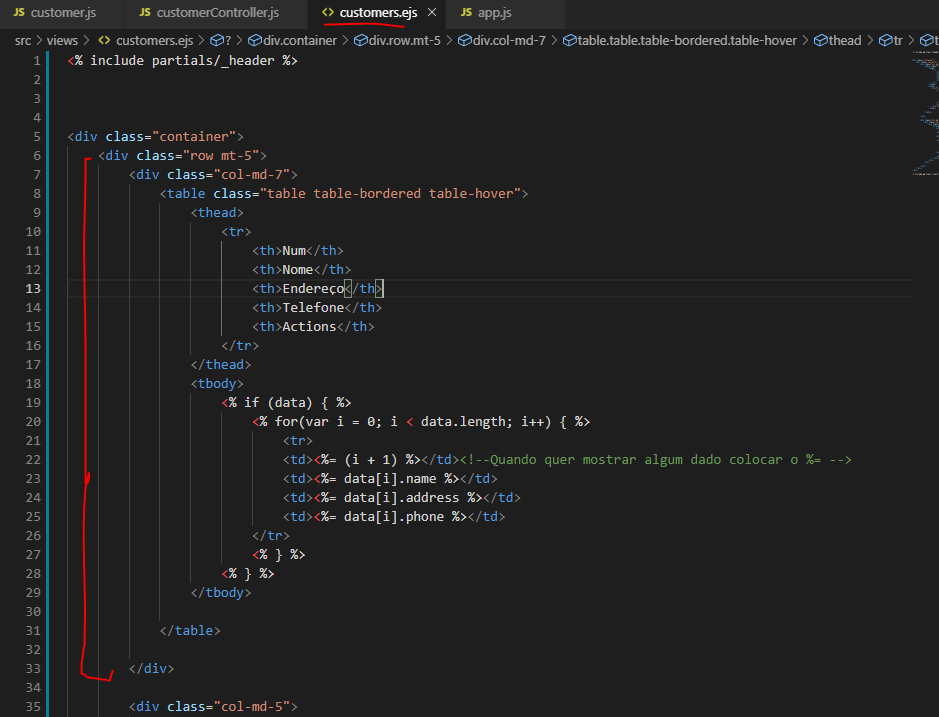 JS customer.js JS customerController.js <> customers.ejs × JS app.js
src > views > <> customers.ejs > ? > div.container > div.row.mt-5 > div.col-md-7 > table.table.table-bordered.table-hover > thead > tr > t
1 <% include partials/_header %>
2
3
4
5 <div class="container">
6 <div class="row mt-5">
7 <div class="col-md-7">
8 <table class="table table-bordered table-hover">
9 <thead>
10 <tr>
11 <th>Num</th>
12 <th>Nome</th>
13 <th>Endereço</th>
14 <th>Telefone</th>
15 <th>Actions</th>
16 </tr>
17 </thead>
18 <tbody>
19 <% if (data) { %>
20 <% for(var i = 0; i < data.length; i++) { %>
21 <tr>
22 <td><%= (i + 1) %></td><!--Quando quer mostrar algum dado colocar o %= -->
23 <td><%= data[i].name %></td>
24 <td><%= data[i].address %></td>
25 <td><%= data[i].phone %></td>
26 </tr>
27 <% } %>
28 <% } %>
29 </tbody>
30
31 </table>
32
33 </div>
34
35 <div class="col-md-5">